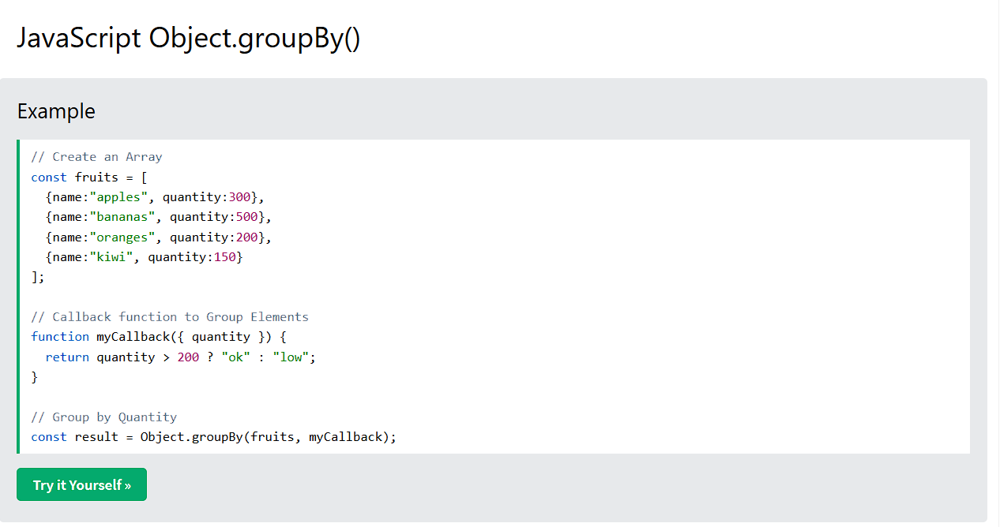 JavaScript Object.groupBy()
Example
// Create an Array
const fruits = [
  {name:"apples", quantity:300},
  {name:"bananas", quantity:500},
  {name:"oranges", quantity:200},
  {name:"kiwi", quantity:150}
];
// Callback function to Group Elements
function myCallback({ quantity }) {
  return quantity > 200 ? "ok" : "low";
}
// Group by Quantity
const result = Object.groupBy(fruits, myCallback);
Try it Yourself »